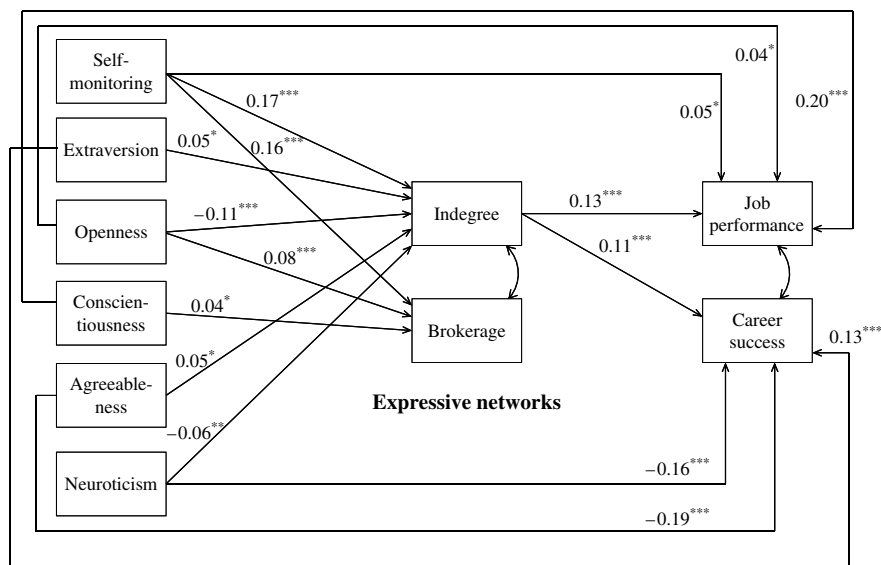 Self-
monitoring
Extraversion
Openness
Conscien-
tiousness
Agreeable-
ness
Neuroticism
0.17***
0.05*
0.16***
−0.11***
0.08***
0.04*
0.05*
−0.06**
Indegree
Brokerage
Expressive networks
0.04*
0.20***
0.05*
0.13***
0.11***
Job
performance
Career
success
0.13***
−0.16***
−0.19***